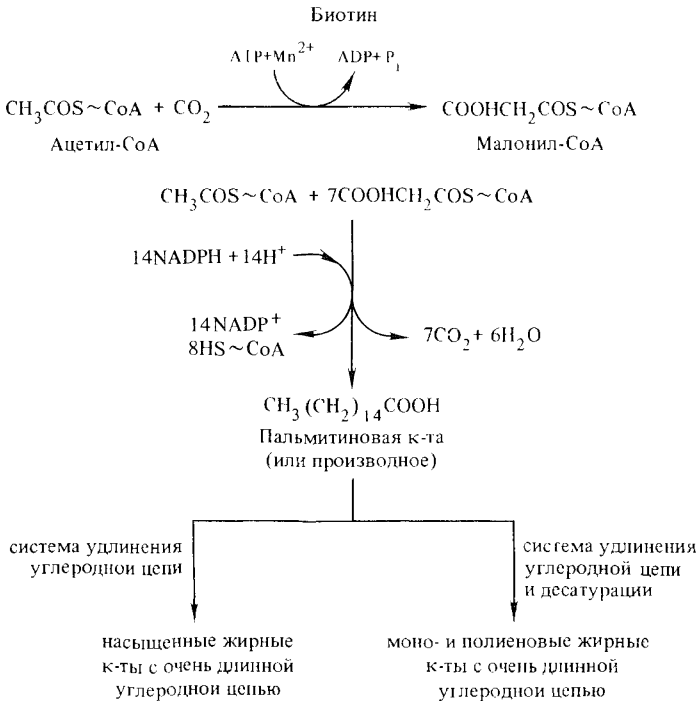 Биотин
ATP+Mn²⁺ ADP+ Pᵢ
CH₃COS~CoA + CO₂ COOHCH₂COS~CoA
Ацетил-CoA Малонил-CoA
CH₃COS~CoA + 7COOHCH₂COS~CoA
14NADPH + 14H⁺
14NADP⁺
8HS~CoA
7CO₂ + 6H₂O
CH₃(CH₂)₁₄COOH
Пальмитиновая к-та
(или производное)
система удлинения
углеродной цепи
система удлинения
углеродной цепи
и десатурации
насыщенные жирные
к-ты с очень длинной
углеродной цепью
моно- и полиеновые жирные
к-ты с очень длинной
углеродной цепью